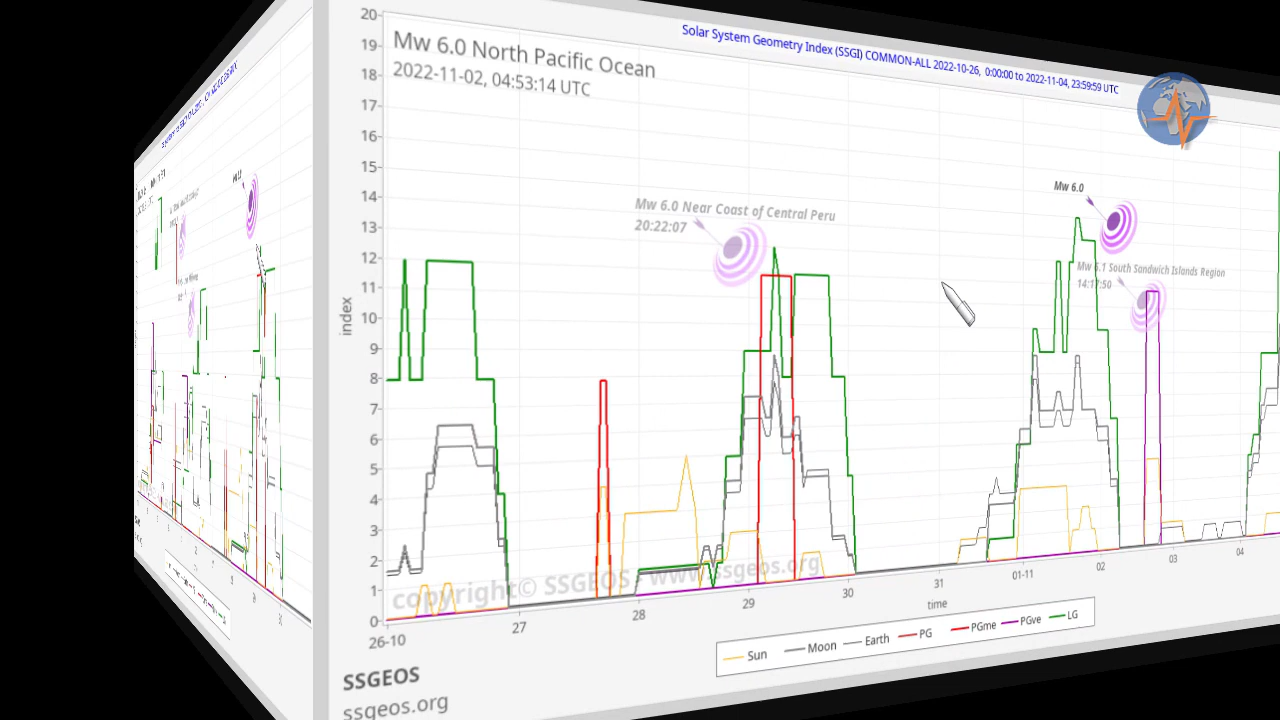 Solar System Geometry Index (SSGI) COMMON-ALL 2022-10-26, 0:00:00 to 2022-11-04, 23:59:59 UTC
Mw 6.0 North Pacific Ocean
2022-11-02, 04:53:14 UTC
20
19
18
17
16
15
14
13
12
11
10
9
8
7
6
5
4
3
2
1
0
index
Mw 6.0 Near Coast of Central Peru
20:22:07
Mw 6.0
Mw 6.1 South Sandwich Islands Region
14:17:50
copyright© SSGEOS / www.ssgeos.org
26-10
27
28
29
30
31
01-11
02
03
04
time
Sun Moon Earth PG PGme PGve LG
SSGEOS
ssgeos.org